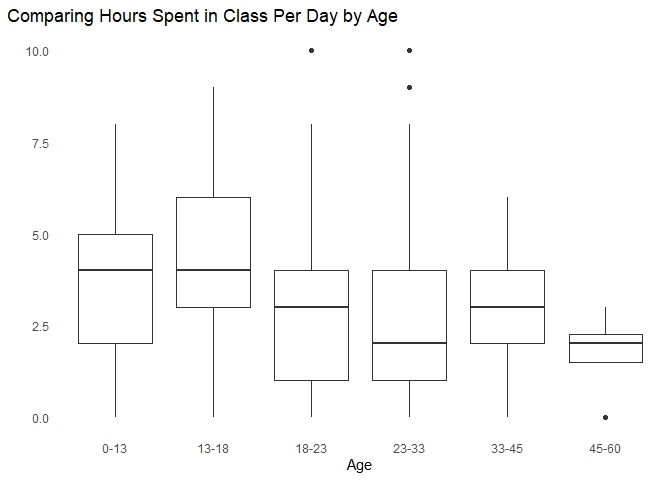 Comparing Hours Spent in Class Per Day by Age
10.0
7.5
5.0
2.5
0.0
0-13 13-18 18-23 23-33 33-45 45-60
Age